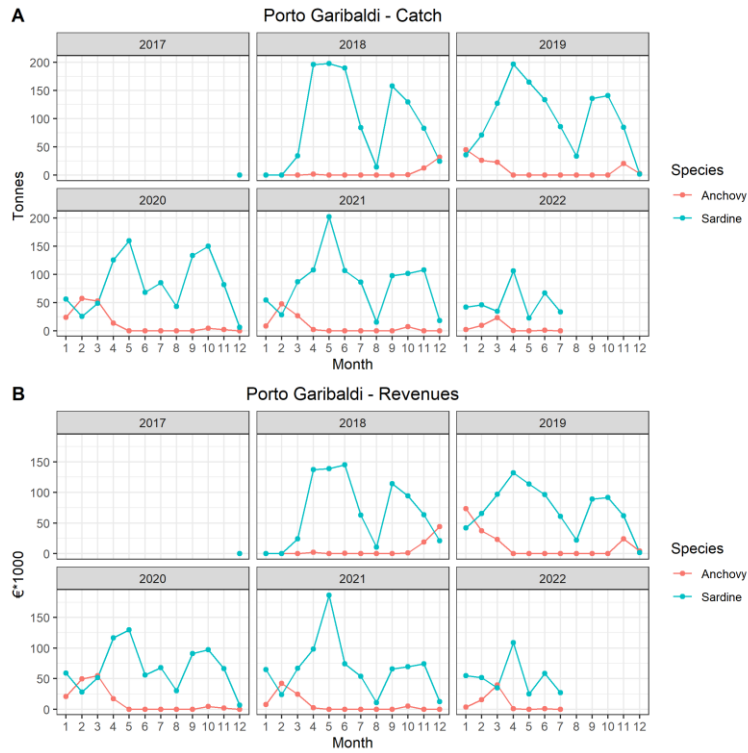 A
Porto Garibaldi - Catch
2017 2018 2019
200
150
100
50
0
2020 2021 2022
200
150
100
50
0
Tonnes
1 2 3 4 5 6 7 8 9 10 11 12 1 2 3 4 5 6 7 8 9 10 11 12 1 2 3 4 5 6 7 8 9 10 11 12
Month
Species
Anchovy
Sardine
B
Porto Garibaldi - Revenues
2017 2018 2019
150
100
50
0
2020 2021 2022
150
100
50
0
€*1000
1 2 3 4 5 6 7 8 9 10 11 12 1 2 3 4 5 6 7 8 9 10 11 12 1 2 3 4 5 6 7 8 9 10 11 12
Month
Species
Anchovy
Sardine